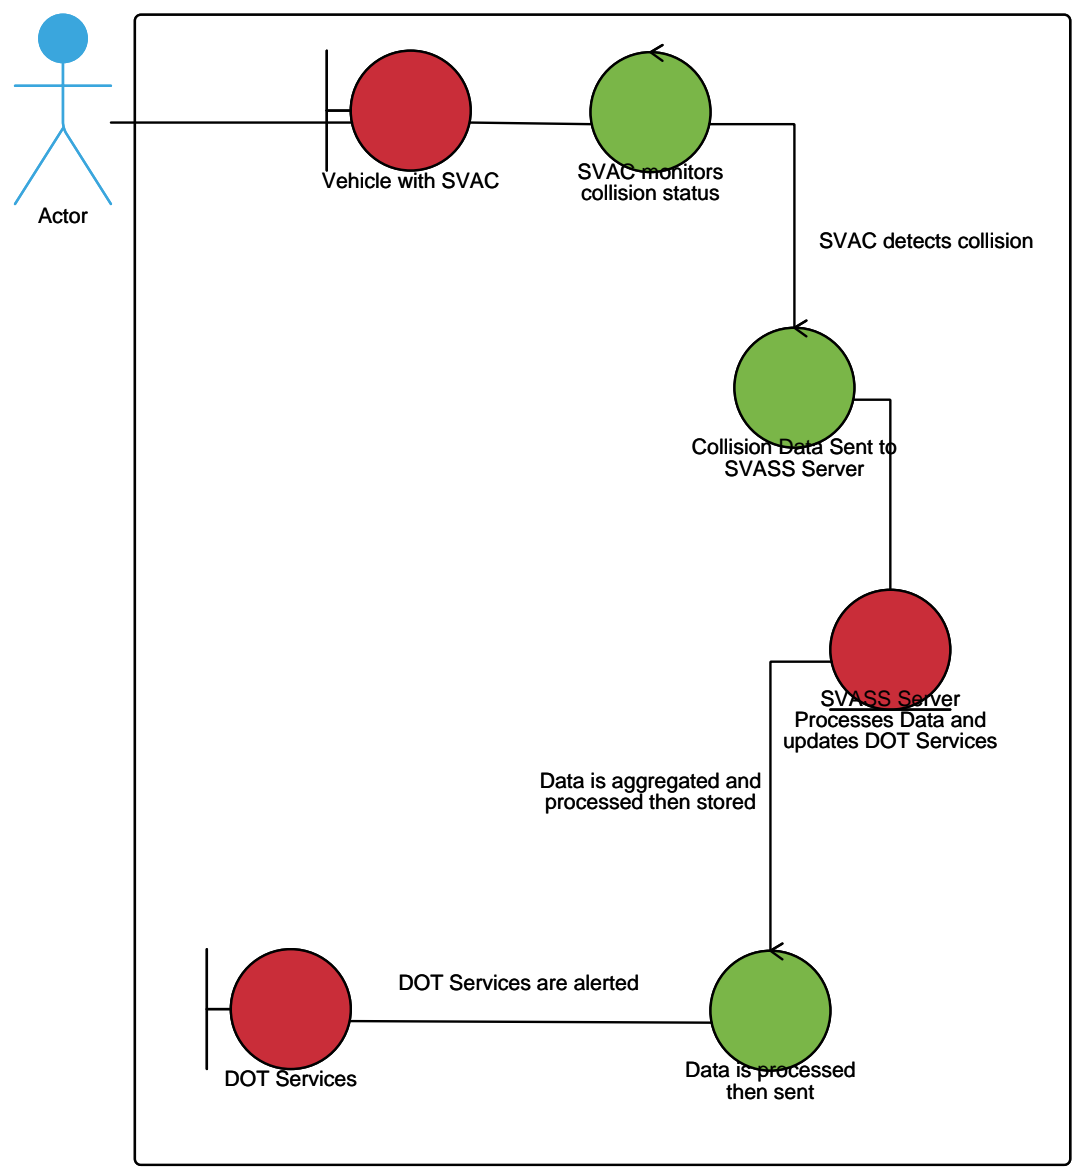 Actor
Vehicle with SVAC
SVAC monitors
collision status
SVAC detects collision
Collision Data Sent to
SVASS Server
SVASS Server
Processes Data and
updates DOT Services
Data is aggregated and
processed then stored
DOT Services are alerted
DOT Services
Data is processed
then sent